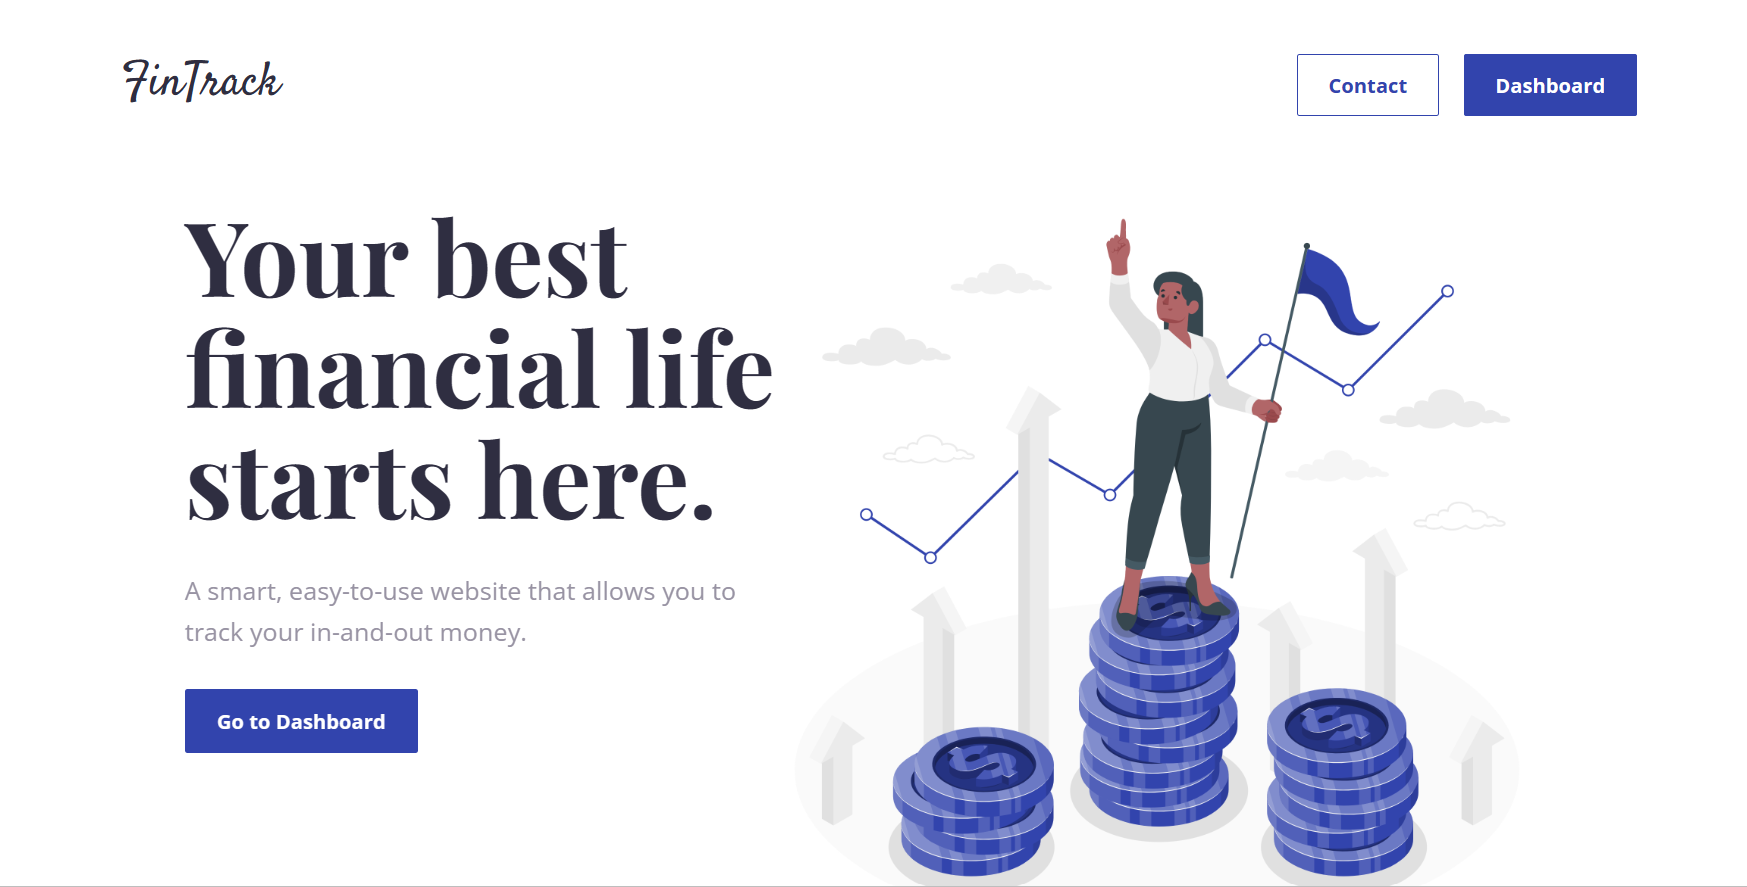 FinTrack
Contact
Dashboard
Your best
financial life
starts here.
A smart, easy-to-use website that allows you to
track your in-and-out money.
Go to Dashboard